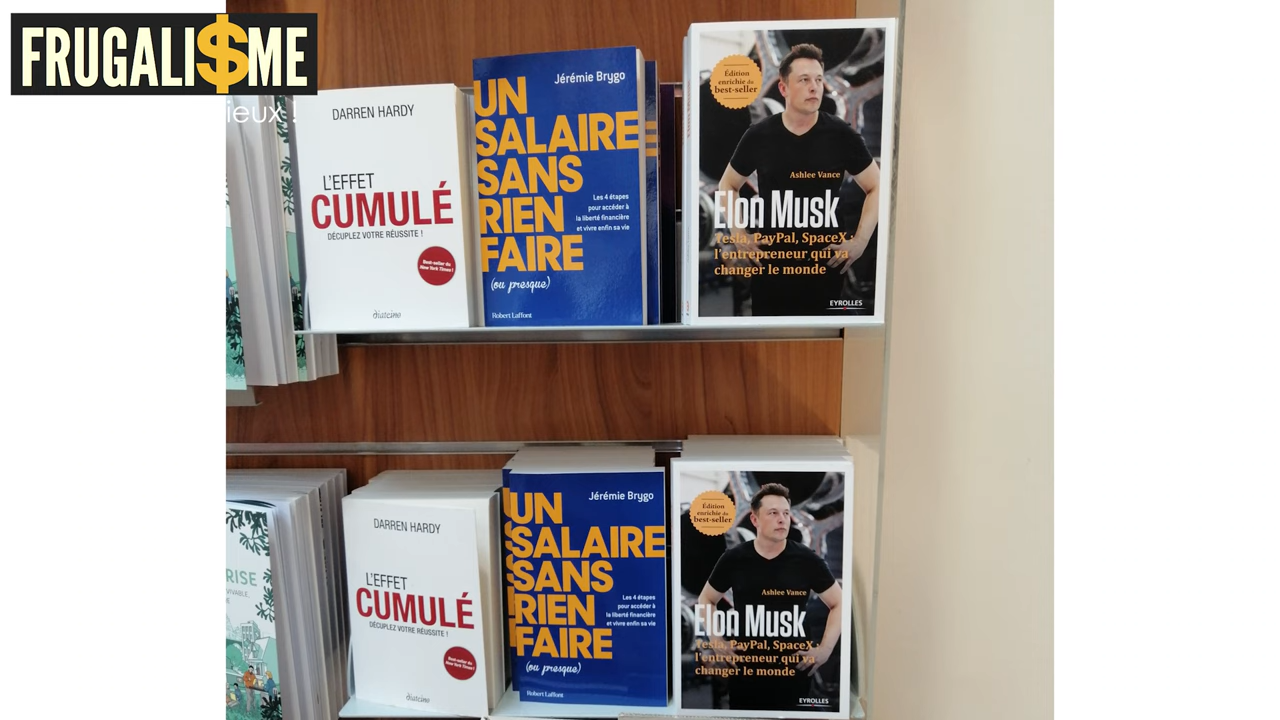 FRUGALI$ME
ieux !
DARREN HARDY
L'EFFET
CUMULÉ
DÉCUPLEZ VOTRE RÉUSSITE !
Best-seller du
New York Times !
diateino
Jérémie Brygo
UN
SALAIRE
SANS
RIEN
FAIRE
(ou presque)
Les 4 étapes
pour accéder à
la liberté financière
et vivre enfin sa vie
Robert Laffont
Édition
enrichie du
best-seller
Ashlee Vance
Elon Musk
Tesla, PayPal, SpaceX :
l'entrepreneur qui va
changer le monde
EYROLLES
RISE
VIVABLE,
DARREN HARDY
L'EFFET
CUMULÉ
DÉCUPLEZ VOTRE RÉUSSITE !
Best-seller du
New York Times !
diateino
Jérémie Brygo
UN
SALAIRE
SANS
RIEN
FAIRE
(ou presque)
Les 4 étapes
pour accéder à
la liberté financière
et vivre enfin sa vie
Robert Laffont
Édition
enrichie du
best-seller
Ashlee Vance
Elon Musk
Tesla, PayPal, SpaceX :
l'entrepreneur qui va
changer le monde
EYROLLES